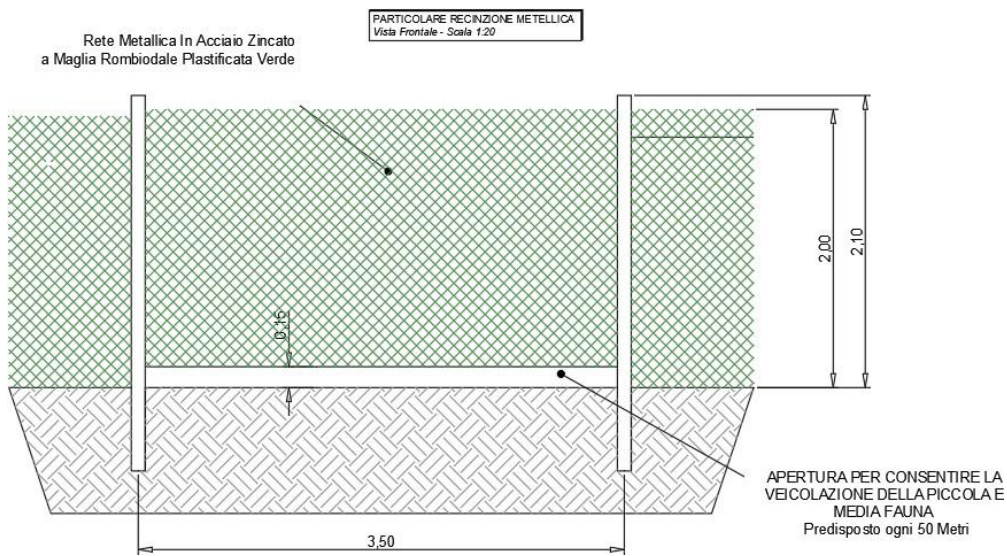 PARTICOLARE RECINZIONE METELLICA
Vista Frontale - Scala 1:20
Rete Metallica In Acciaio Zincato
a Maglia Rombiodale Plastificata Verde
2,00
2,10
0,15
APERTURA PER CONSENTIRE LA
VEICOLAZIONE DELLA PICCOLA E
MEDIA FAUNA
Predisposto ogni 50 Metri
3,50